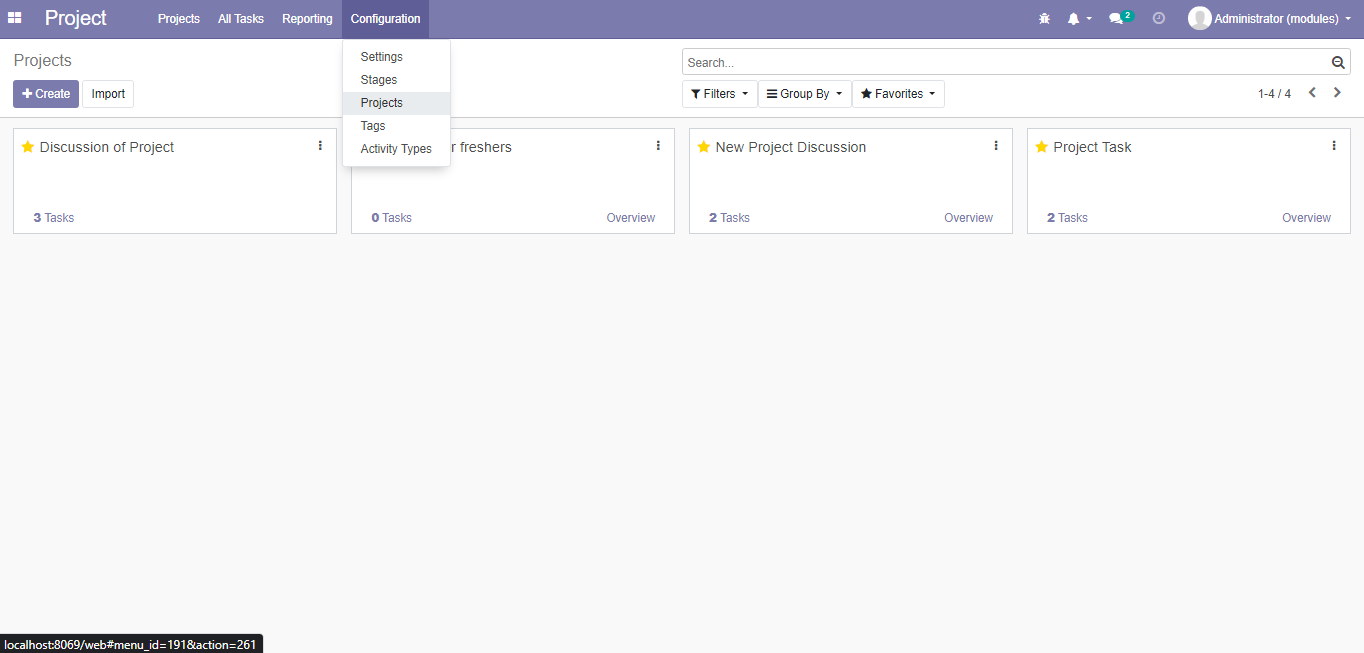 Project Projects All Tasks Reporting Configuration 2 Administrator (modules)
Projects
Search...
Create Import
Filters Group By Favorites 1-4 / 4
Settings
Stages
Projects
Tags
Activity Types
Discussion of Project
3 Tasks
freshers
0 Tasks Overview
New Project Discussion
2 Tasks Overview
Project Task
2 Tasks Overview
localhost:8069/web#menu_id=191&action=261